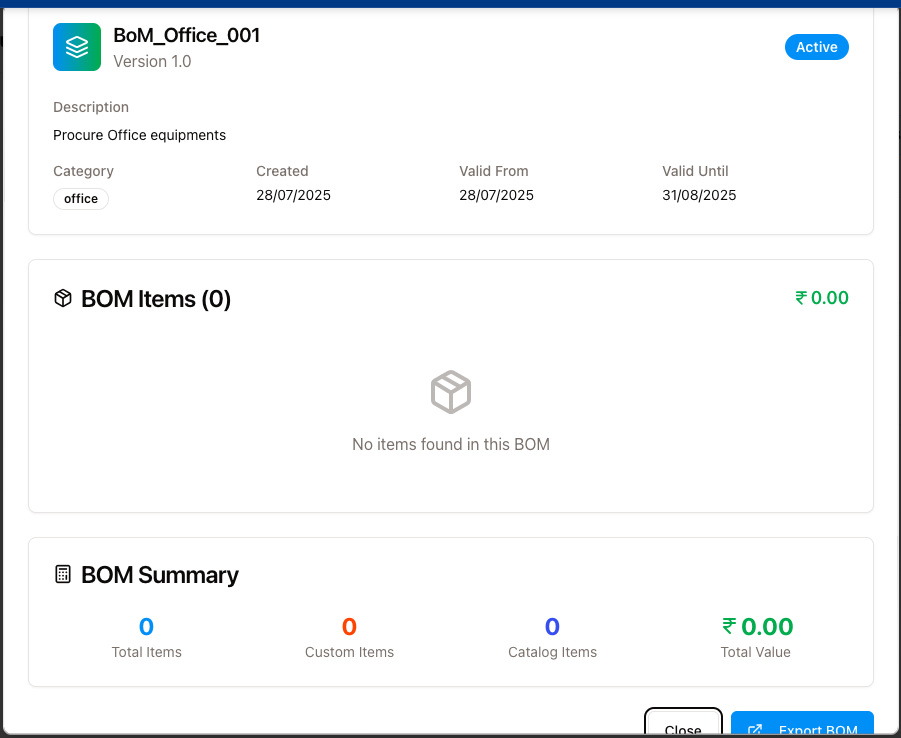 BoM_Office_001
Version 1.0
Active
Description
Procure Office equipments
Category Created Valid From Valid Until
office 28/07/2025 28/07/2025 31/08/2025
BOM Items (0) ₹ 0.00
No items found in this BOM
BOM Summary
0 0 0 ₹ 0.00
Total Items Custom Items Catalog Items Total Value
Close Export BOM